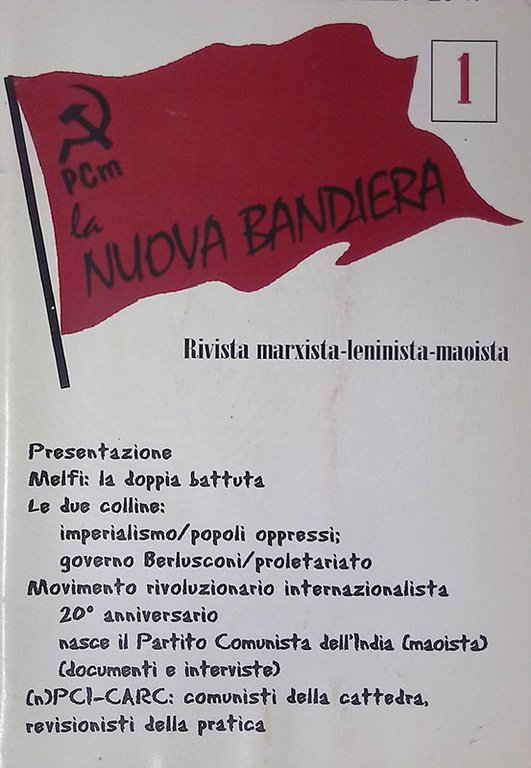 1
PCm
la
NUOVA BANDIERA
Rivista marxista-leninista-maoista
Presentazione
Melfi: la doppia battuta
Le due colline:
imperialismo/popoli oppressi;
governo Berlusconi/proletariato
Movimento rivoluzionario internazionalista
20° anniversario
nasce il Partito Comunista dell'India (maoista)
(documenti e interviste)
(n)PCI-CARC: comunisti della cattedra,
revisionisti della pratica